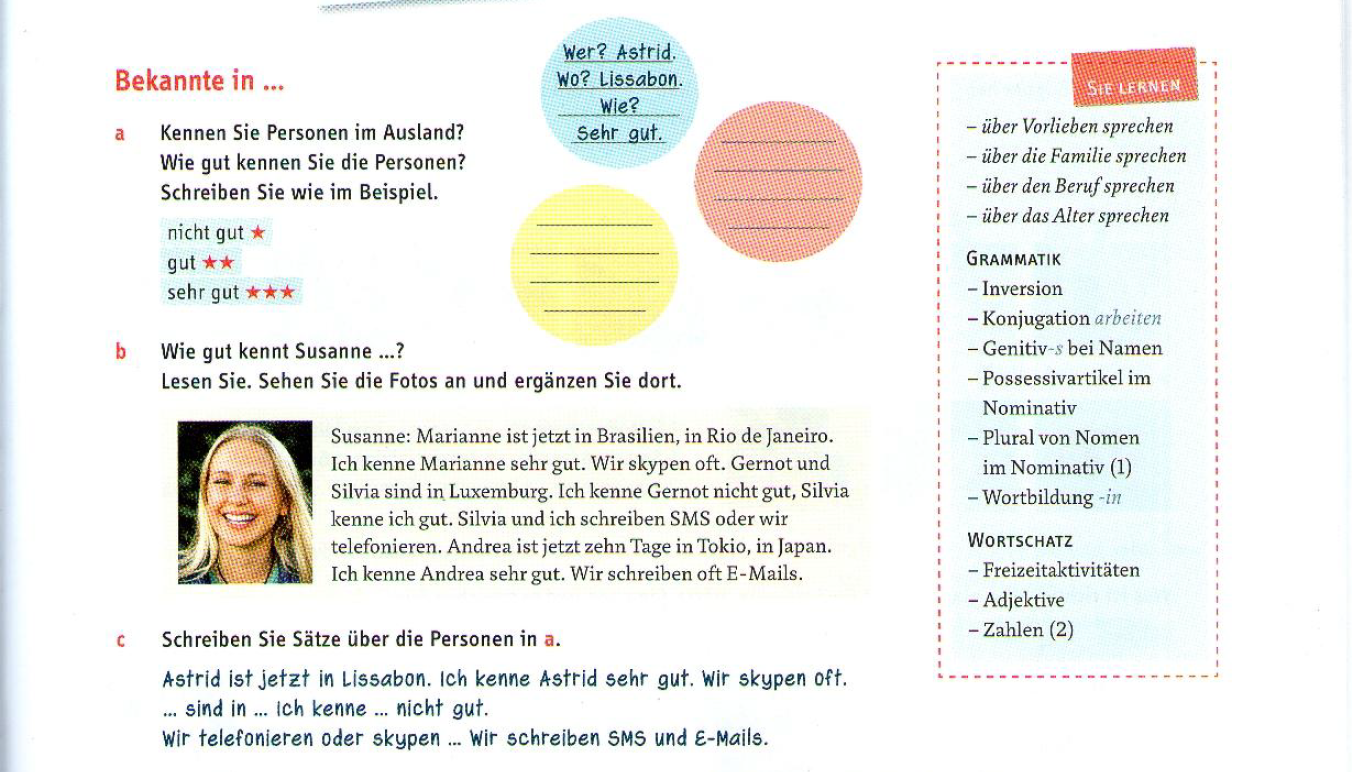 Bekannte in ...
a Kennen Sie Personen im Ausland?
Wie gut kennen Sie die Personen?
Schreiben Sie wie im Beispiel.
nicht gut ★
gut ★★
sehr gut ★★★
Wer? Astrid.
Wo? Lissabon.
Wie?
Sehr gut.
b Wie gut kennt Susanne ...?
Lesen Sie. Sehen Sie die Fotos an und ergänzen Sie dort.
Susanne: Marianne ist jetzt in Brasilien, in Rio de Janeiro.
Ich kenne Marianne sehr gut. Wir skypen oft. Gernot und
Silvia sind in Luxemburg. Ich kenne Gernot nicht gut, Silvia
kenne ich gut. Silvia und ich schreiben SMS oder wir
telefonieren. Andrea ist jetzt zehn Tage in Tokio, in Japan.
Ich kenne Andrea sehr gut. Wir schreiben oft E-Mails.
c Schreiben Sie Sätze über die Personen in a.
Astrid ist jetzt in Lissabon. Ich kenne Astrid sehr gut. Wir skypen oft.
... sind in ... Ich kenne ... nicht gut.
Wir telefonieren oder skypen ... Wir schreiben SMS und E-Mails.
SIE LERNEN
– über Vorlieben sprechen
– über die Familie sprechen
– über den Beruf sprechen
– über das Alter sprechen
GRAMMATIK
– Inversion
– Konjugation arbeiten
– Genitiv-s bei Namen
– Possessivartikel im
Nominativ
– Plural von Nomen
im Nominativ (1)
– Wortbildung -in
WORTSCHATZ
– Freizeitaktivitäten
– Adjektive
– Zahlen (2)